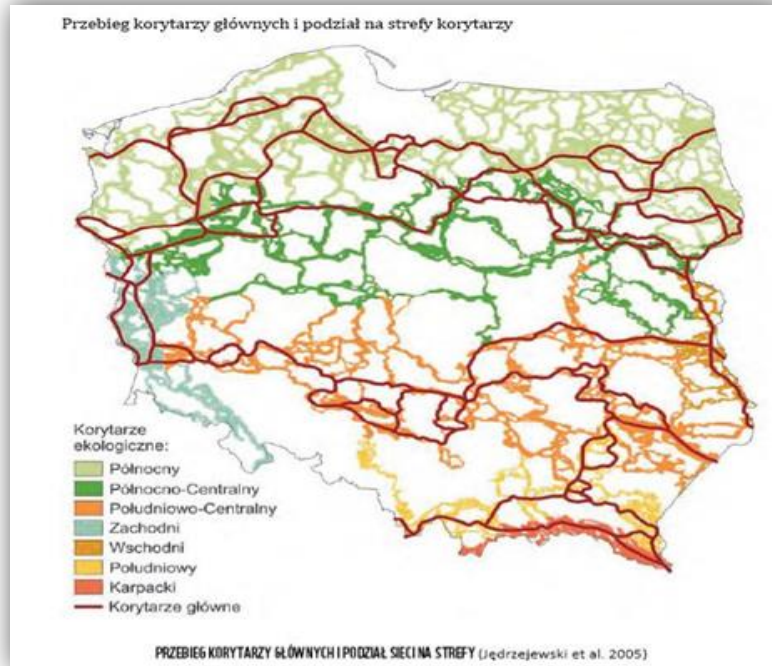 Przebieg korytarzy głównych i podział na strefy korytarzy
Korytarze
ekologiczne:
Północny
Północno-Centralny
Południowo-Centralny
Zachodni
Wschodni
Południowy
Karpacki
Korytarze główne
PRZEBIEG KORYTARZY GŁÓWNYCH I PODZIAŁ SIECI NA STREFY (Jędrzejewski et al. 2005)